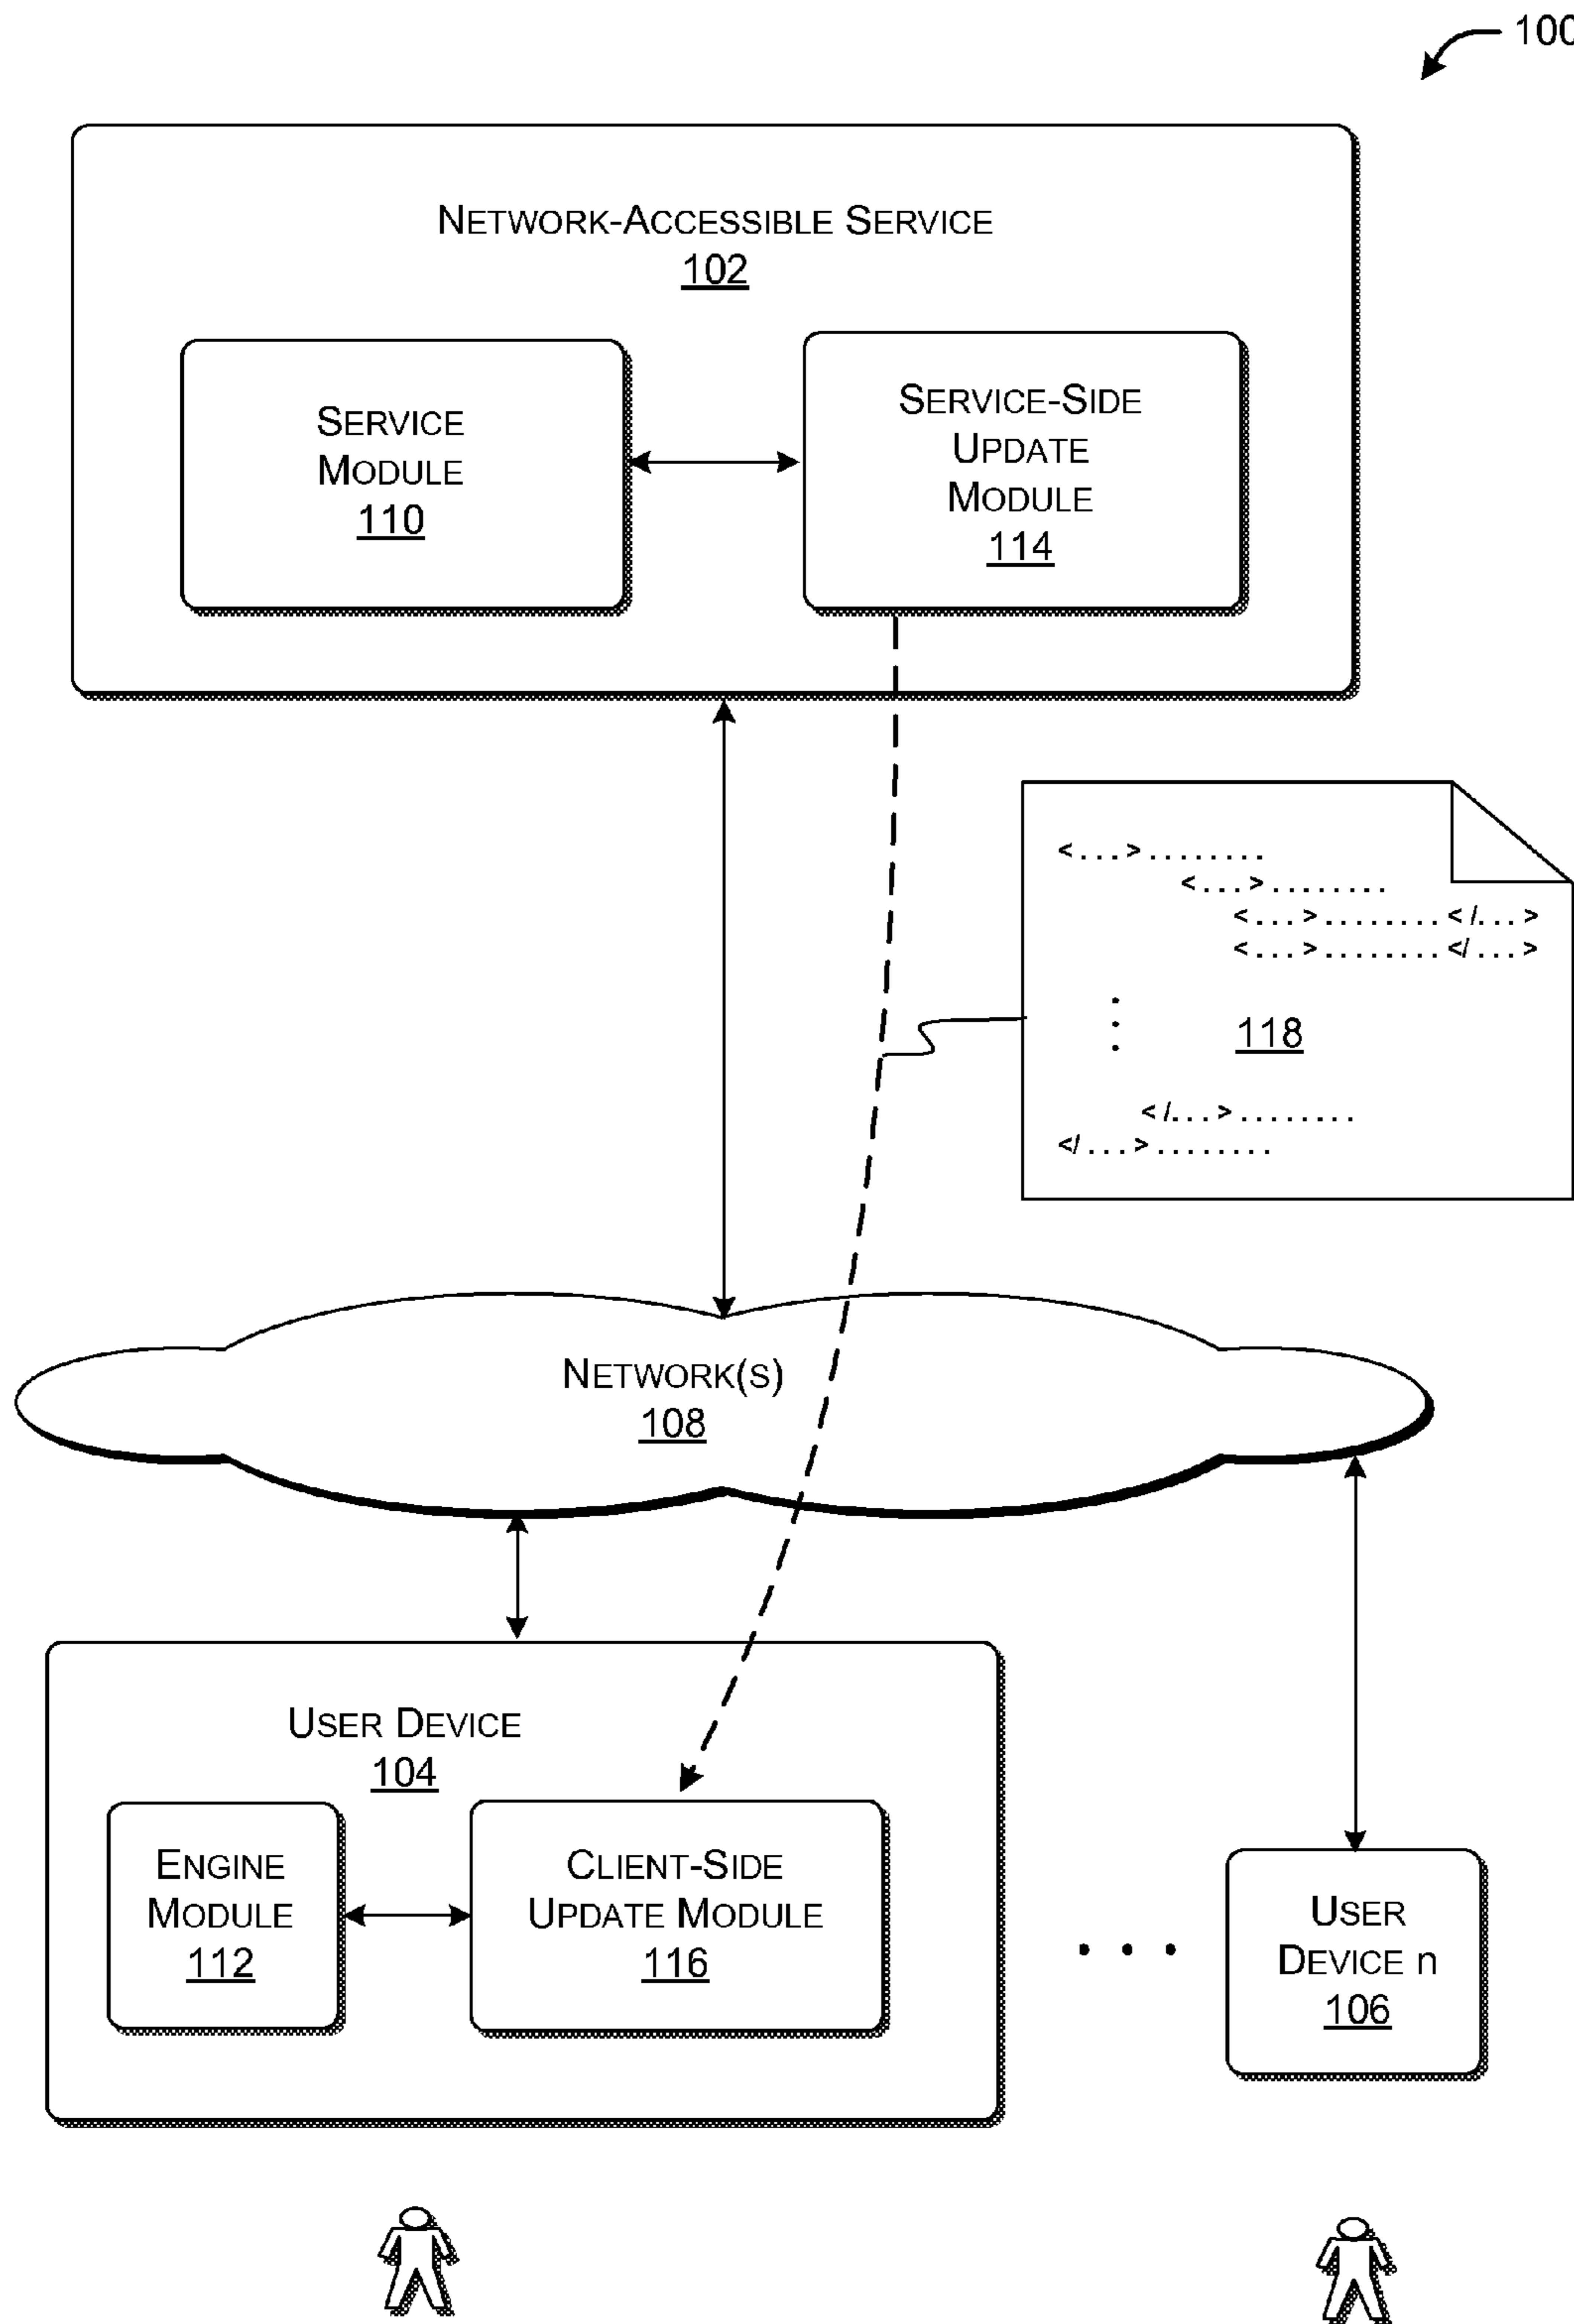 100
NETWORK-ACCESSIBLE SERVICE
102
SERVICE
MODULE
110
SERVICE-SIDE
UPDATE
MODULE
114
<...>........
<...>........
<...>........</...>
<...>........</...>
118
</...>........
</...>........
NETWORK(S)
108
USER DEVICE
104
ENGINE
MODULE
112
CLIENT-SIDE
UPDATE MODULE
116
. . .
USER
DEVICE n
106